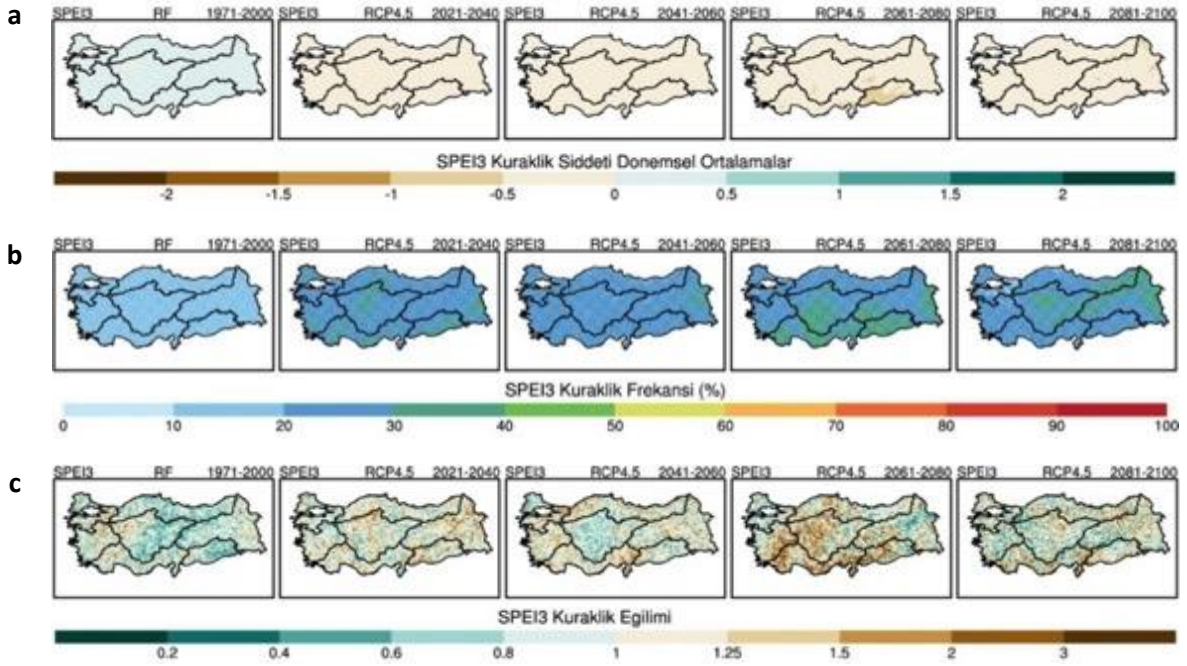 a
SPEI3 RF 1971-2000 SPEI3 RCP4.5 2021-2040 SPEI3 RCP4.5 2041-2060 SPEI3 RCP4.5 2061-2080 SPEI3 RCP4.5 2081-2100
SPEI3 Kuraklik Siddeti Donemsel Ortalamalar
-2 -1.5 -1 -0.5 0 0.5 1 1.5 2
b
SPEI3 RF 1971-2000 SPEI3 RCP4.5 2021-2040 SPEI3 RCP4.5 2041-2060 SPEI3 RCP4.5 2061-2080 SPEI3 RCP4.5 2081-2100
SPEI3 Kuraklik Frekansi (%)
0 10 20 30 40 50 60 70 80 90 100
c
SPEI3 RF 1971-2000 SPEI3 RCP4.5 2021-2040 SPEI3 RCP4.5 2041-2060 SPEI3 RCP4.5 2061-2080 SPEI3 RCP4.5 2081-2100
SPEI3 Kuraklik Egilimi
0.2 0.4 0.6 0.8 1 1.25 1.5 2 3